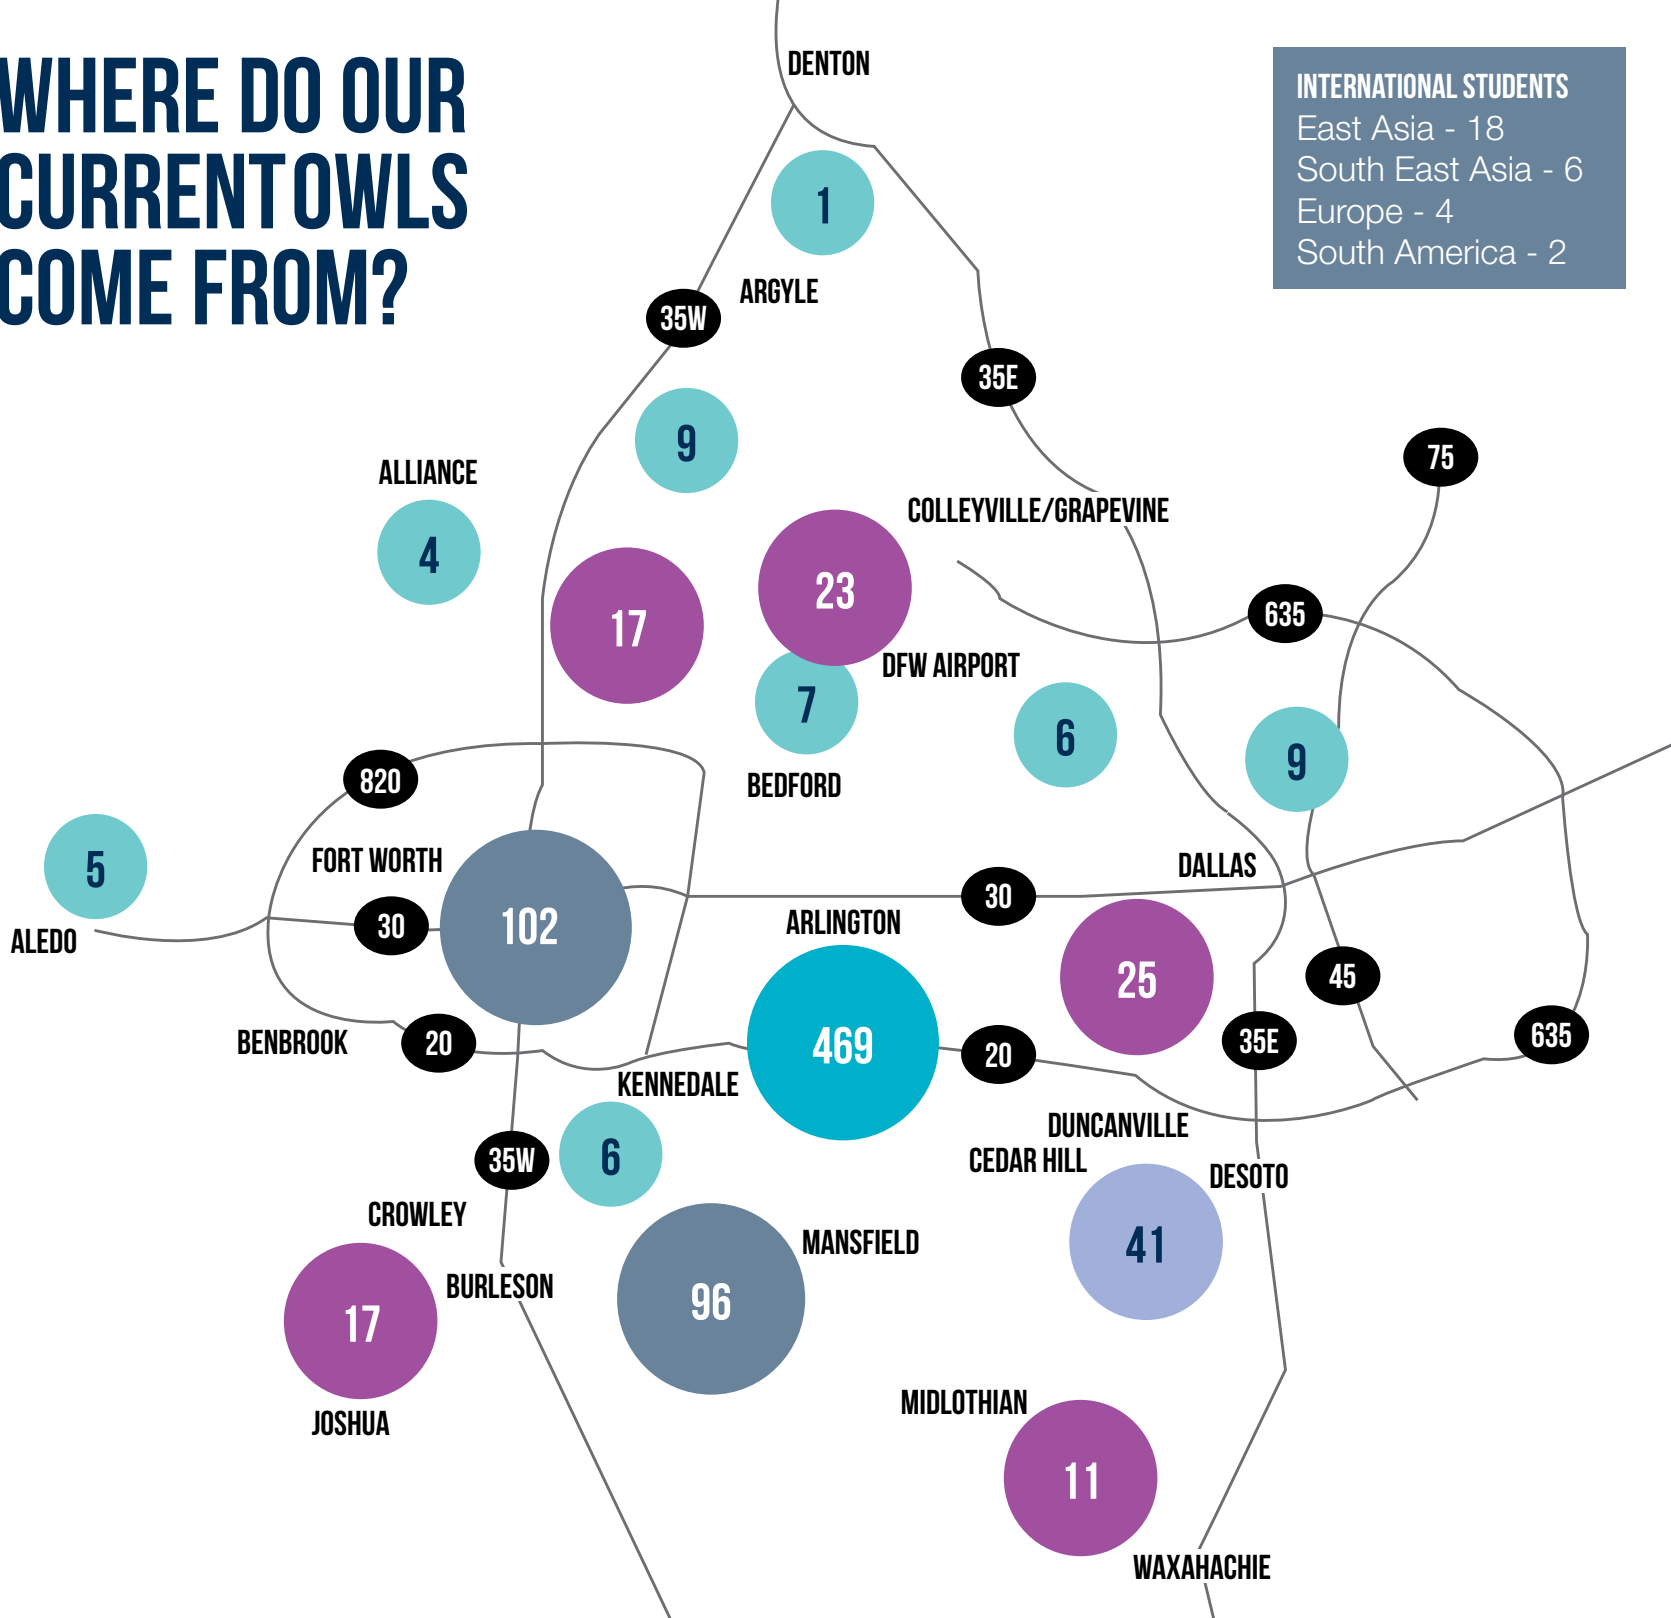 WHERE DO OUR
CURRENT OWLS
COME FROM?
DENTON
INTERNATIONAL STUDENTS
East Asia - 18
South East Asia - 6
Europe - 4
South America - 2
1
ARGYLE
35W
35E
9
75
ALLIANCE
COLLEYVILLE/GRAPEVINE
4
23
17
635
DFW AIRPORT
7
6
9
820
BEDFORD
5
FORT WORTH
DALLAS
30
102
30
ARLINGTON
ALEDO
25
45
BENBROOK
20
469
20
35E
635
KENNEDALE
DUNCANVILLE
35W
6
CEDAR HILL
DESOTO
CROWLEY
MANSFIELD
41
BURLESON
96
17
JOSHUA
MIDLOTHIAN
11
WAXAHACHIE